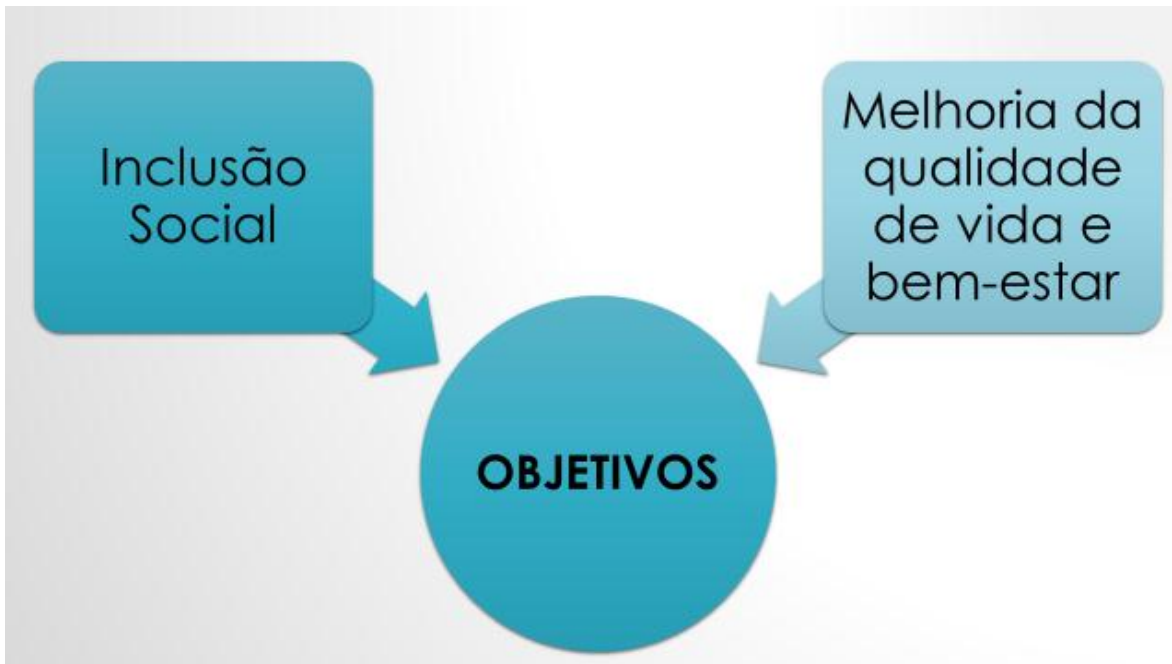 Inclusão
Social
Melhoria da
qualidade
de vida e
bem-estar
OBJETIVOS